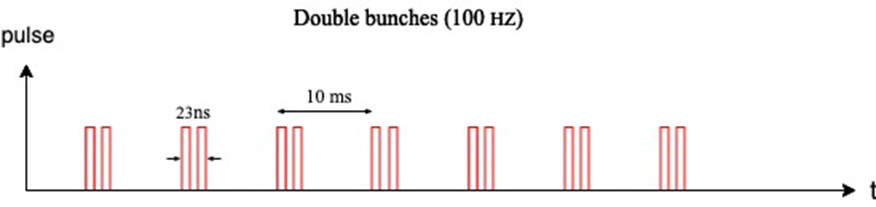 Double bunches (100 HZ)
pulse
10 ms
23ns
t